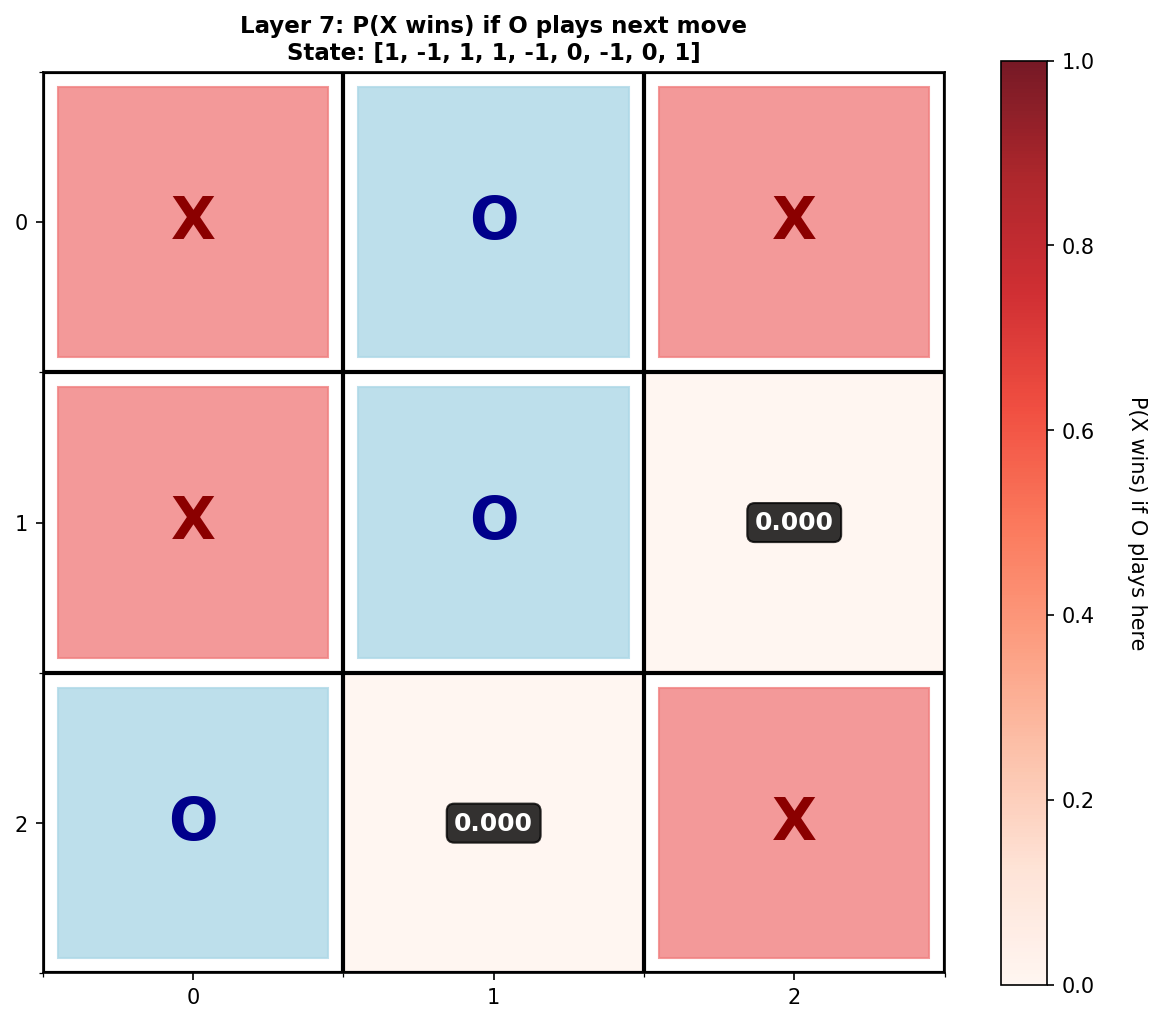 Layer 7: P(X wins) if O plays next move
State: [1, -1, 1, 1, -1, 0, -1, 0, 1]
X
O
X
X
O
0.000
O
0.000
X
0
1
2
0
1
2
1.0
0.8
0.6
0.4
0.2
0.0
P(X wins) if O plays here